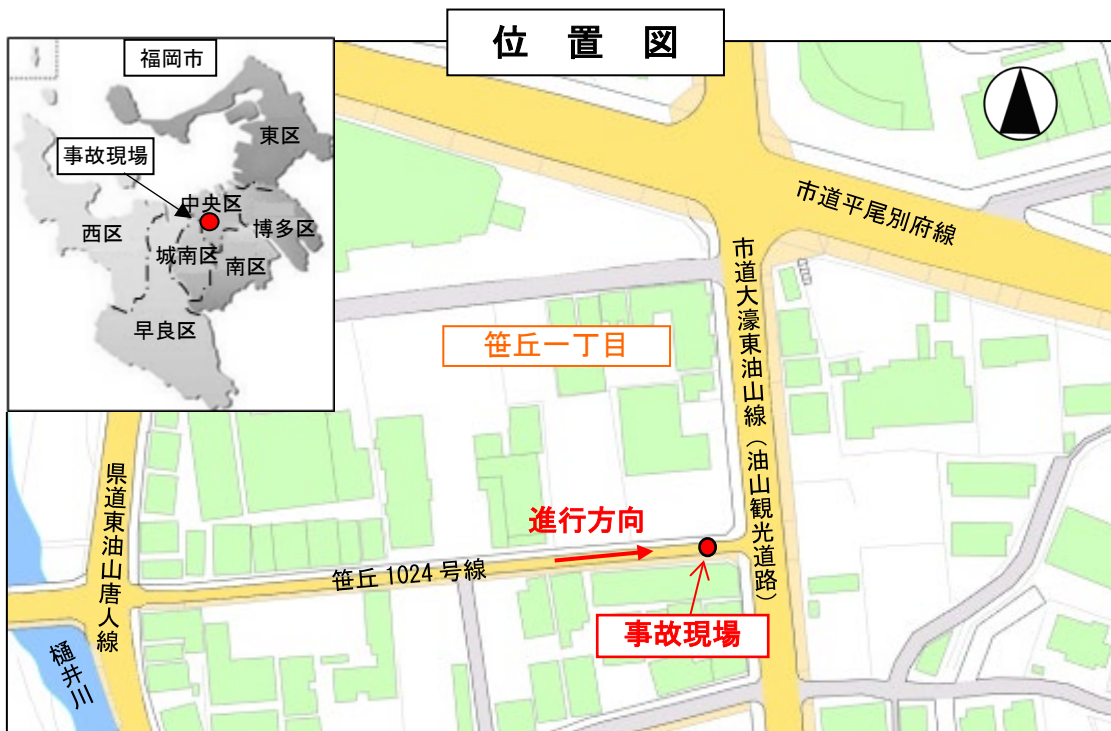 位 置 図
福岡市
東区
事故現場
中央区
博多区
西区
城南区
南区
早良区
市道平尾別府線
市道大濠東油山線（油山観光道路）
笹丘一丁目
県道東油山唐人線
進行方向
笹丘 1024 号線
事故現場
樋井川